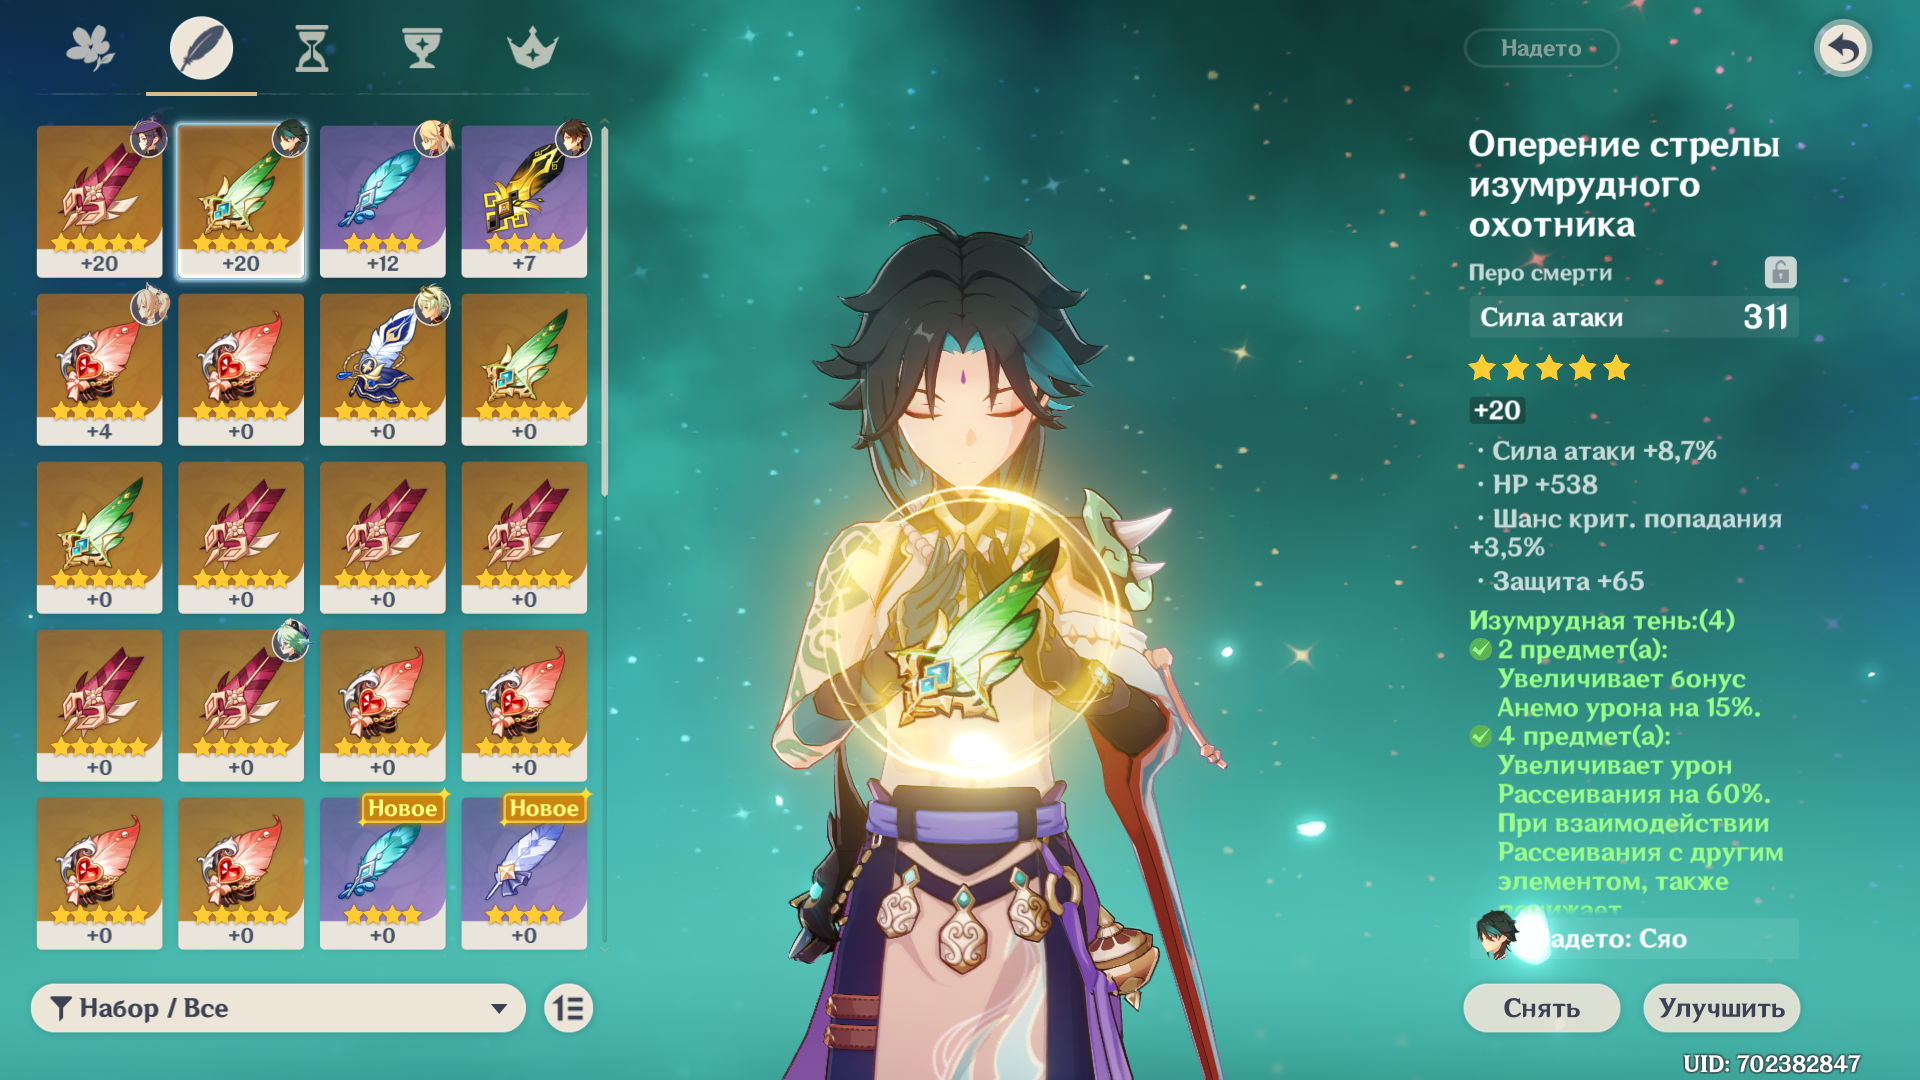 Надето
Оперение стрелы
изумрудного
охотника
Перо смерти
Сила атаки 311
+20
· Сила атаки +8,7%
· HP +538
· Шанс крит. попадания
+3,5%
· Защита +65
Изумрудная тень:(4)
2 предмет(а):
Увеличивает бонус
Анемо урона на 15%.
4 предмет(а):
Увеличивает урон
Рассеивания на 60%.
При взаимодействии
Рассеивания с другим
элементом, также
понижает
адето: Сяо
Снять Улучшить
UID: 702382847
+20 +20 +12 +7
+4 +0 +0 +0
+0 +0 +0 +0
+0 +0 +0 +0
Новое Новое
+0 +0 +0 +0
Набор / Все